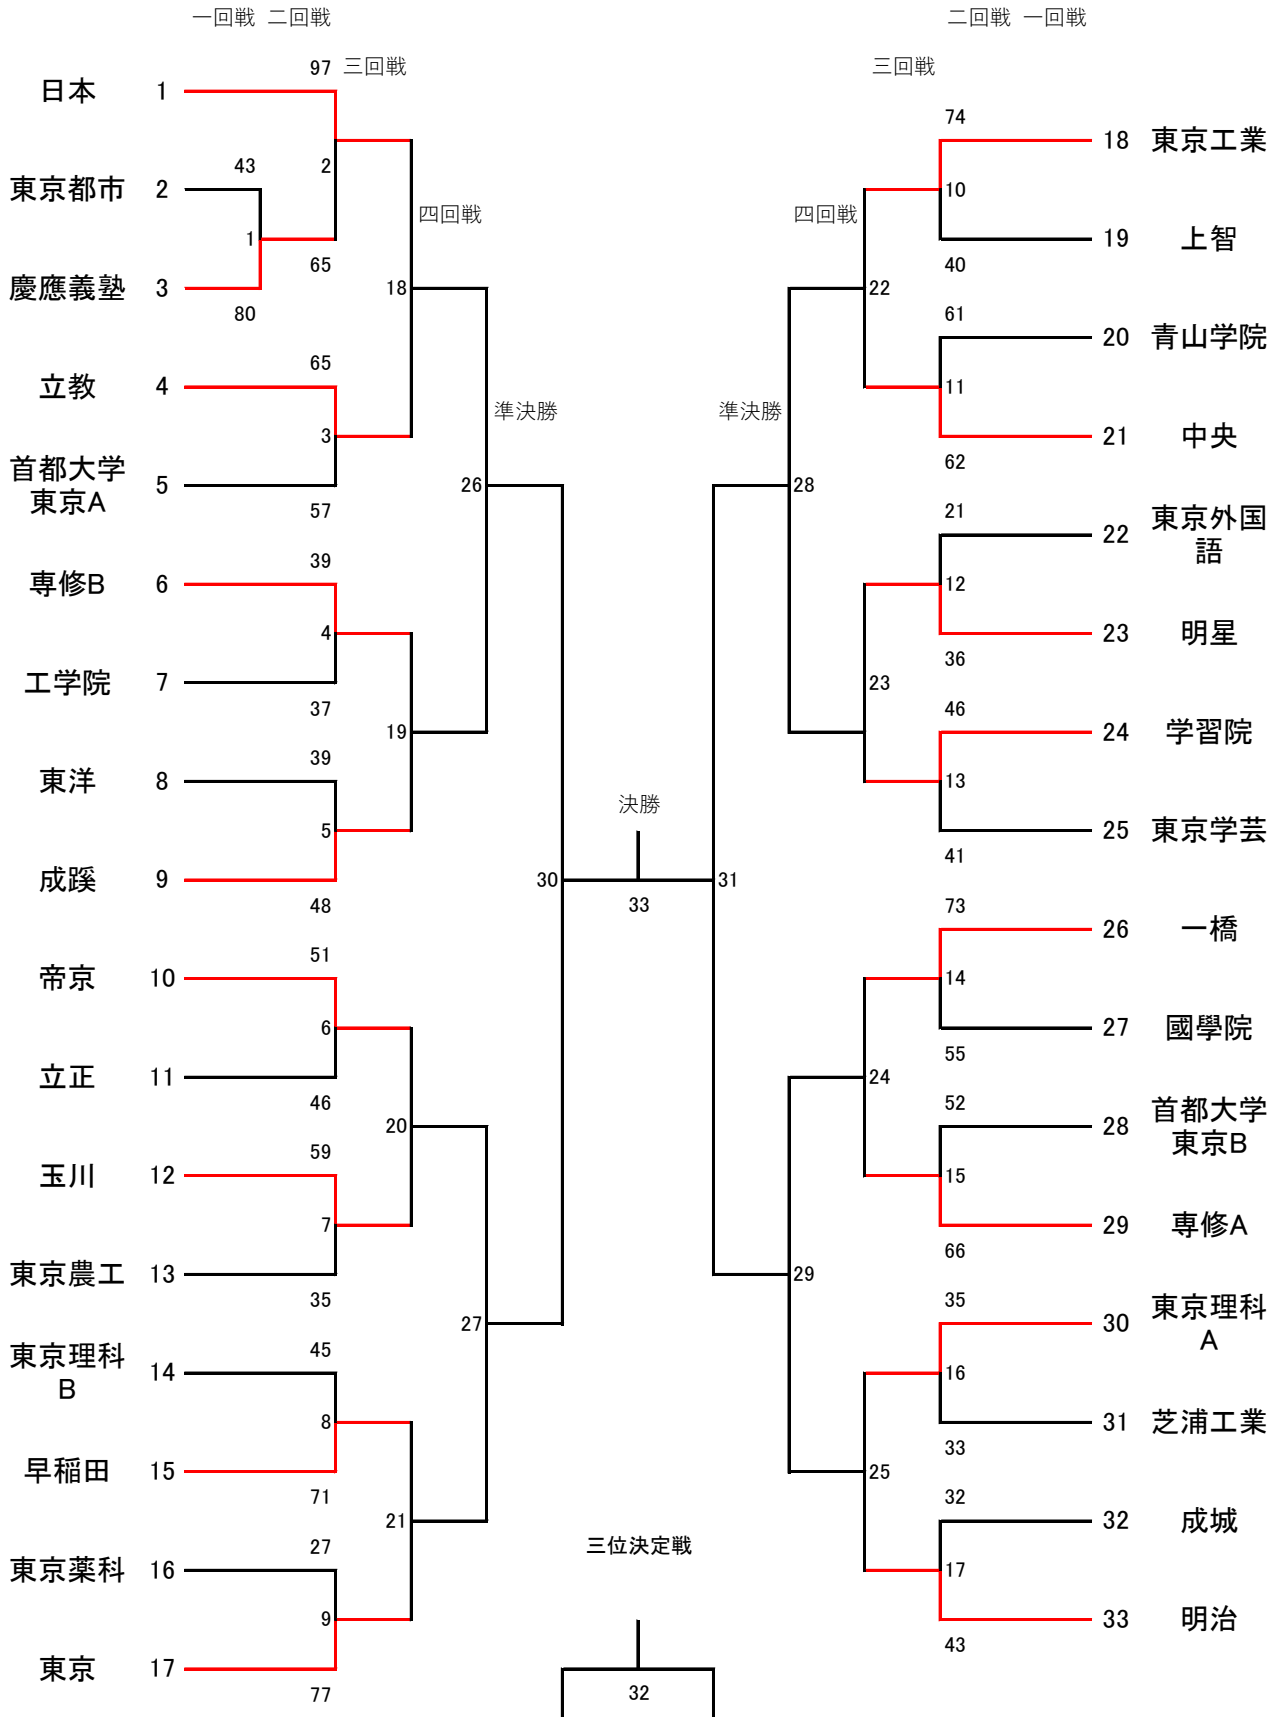 一回戦 二回戦
二回戦 一回戦
97 三回戦
三回戦
日本 1
74
18 東京工業
43
2
東京都市 2
10
四回戦
四回戦
1
19 上智
65
40
慶應義塾 3
18
22
80
61
20 青山学院
65
立教 4
11
準決勝
準決勝
3
21 中央
62
首都大学
東京A
5
26
28
57
21
22
東京外国
語
39
専修B 6
12
4
23 明星
36
工学院 7
23
37
46
19
24 学習院
39
東洋 8
13
決勝
5
25 東京学芸
41
成蹊 9
30
31
48
33
73
26 一橋
51
帝京 10
14
6
27 國學院
55
立正 11
24
46
52
20
28
首都大学
東京B
59
玉川 12
15
7
29 専修A
66
東京農工 13
29
35
35
27
30
東京理科
A
45
東京理科
B
14
16
8
31 芝浦工業
33
早稲田 15
25
71
32
21
32 成城
27
三位決定戦
東京薬科 16
17
9
33 明治
43
東京 17
77
32